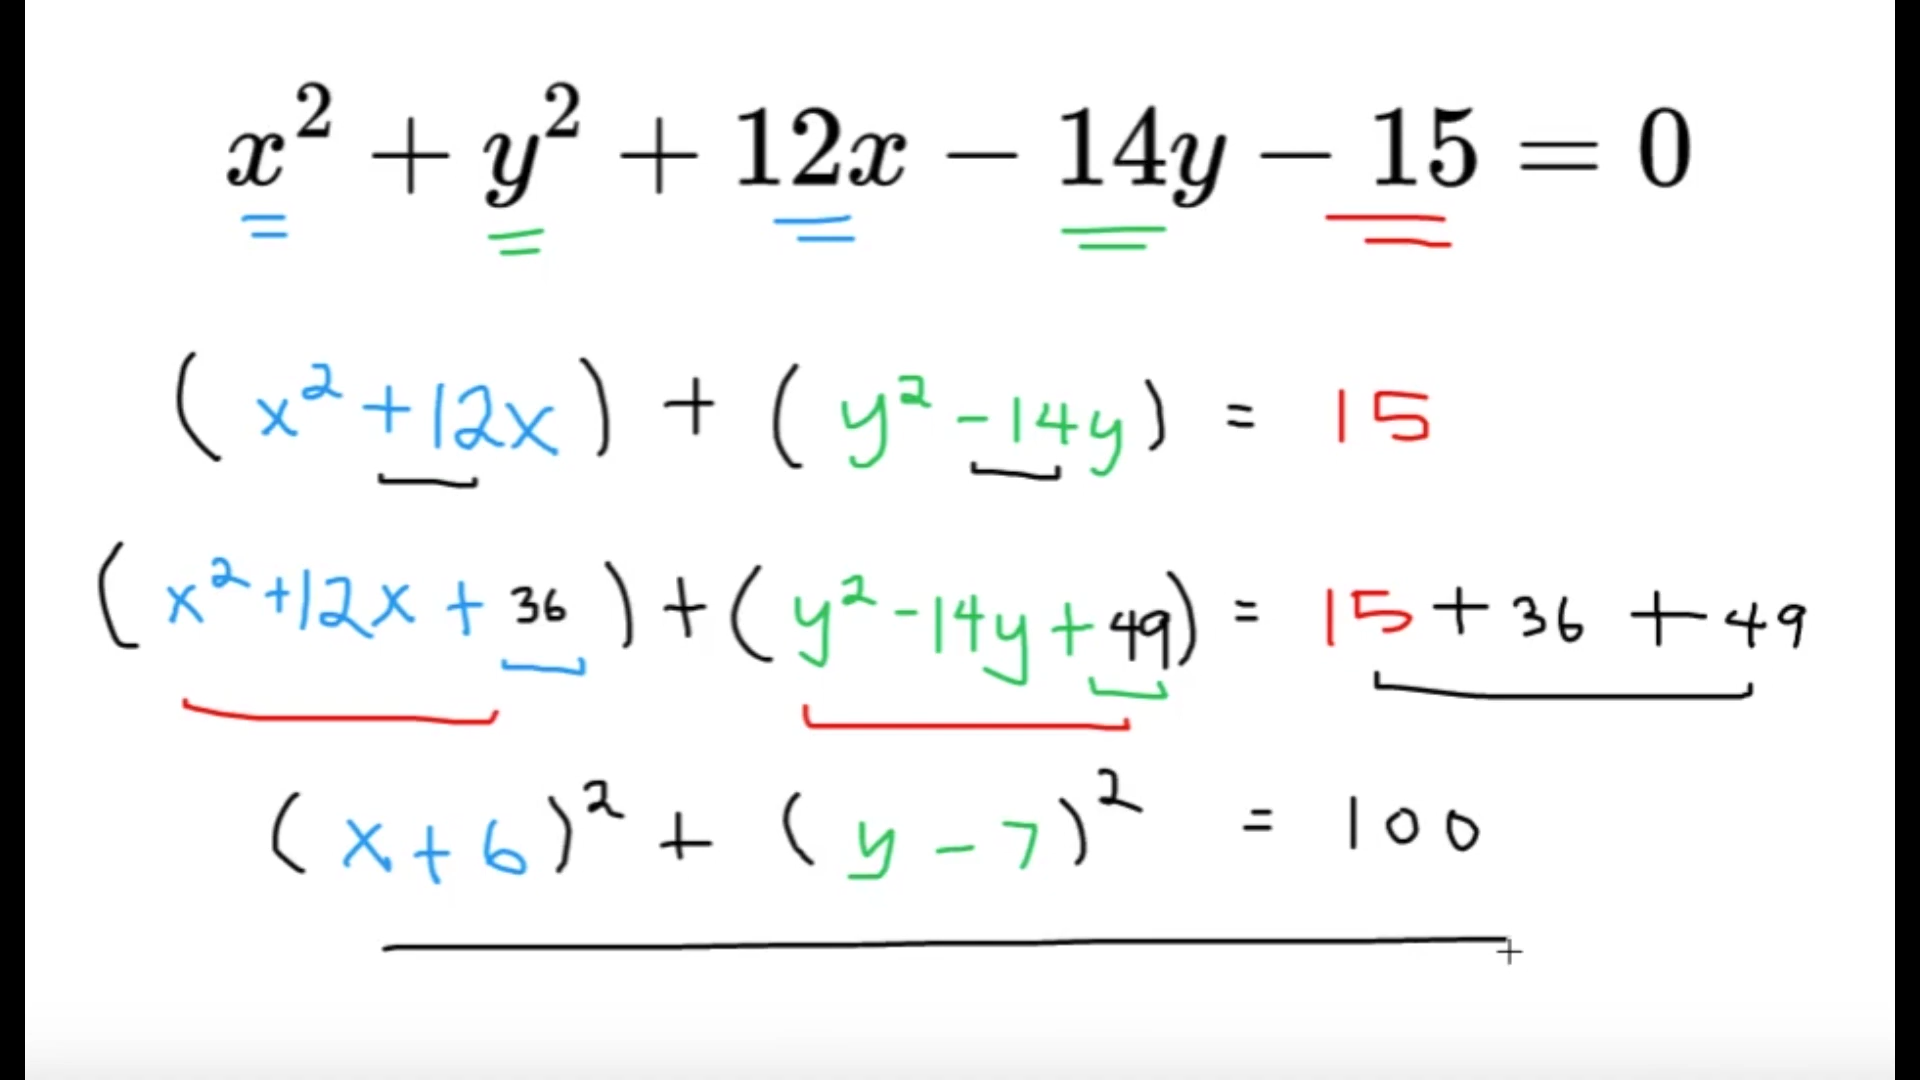 x² + y² + 12x − 14y − 15 = 0
(x² + 12x) + (y² − 14y) = 15
(x² + 12x + 36) + (y² − 14y + 49) = 15 + 36 + 49
(x + 6)² + (y − 7)² = 100